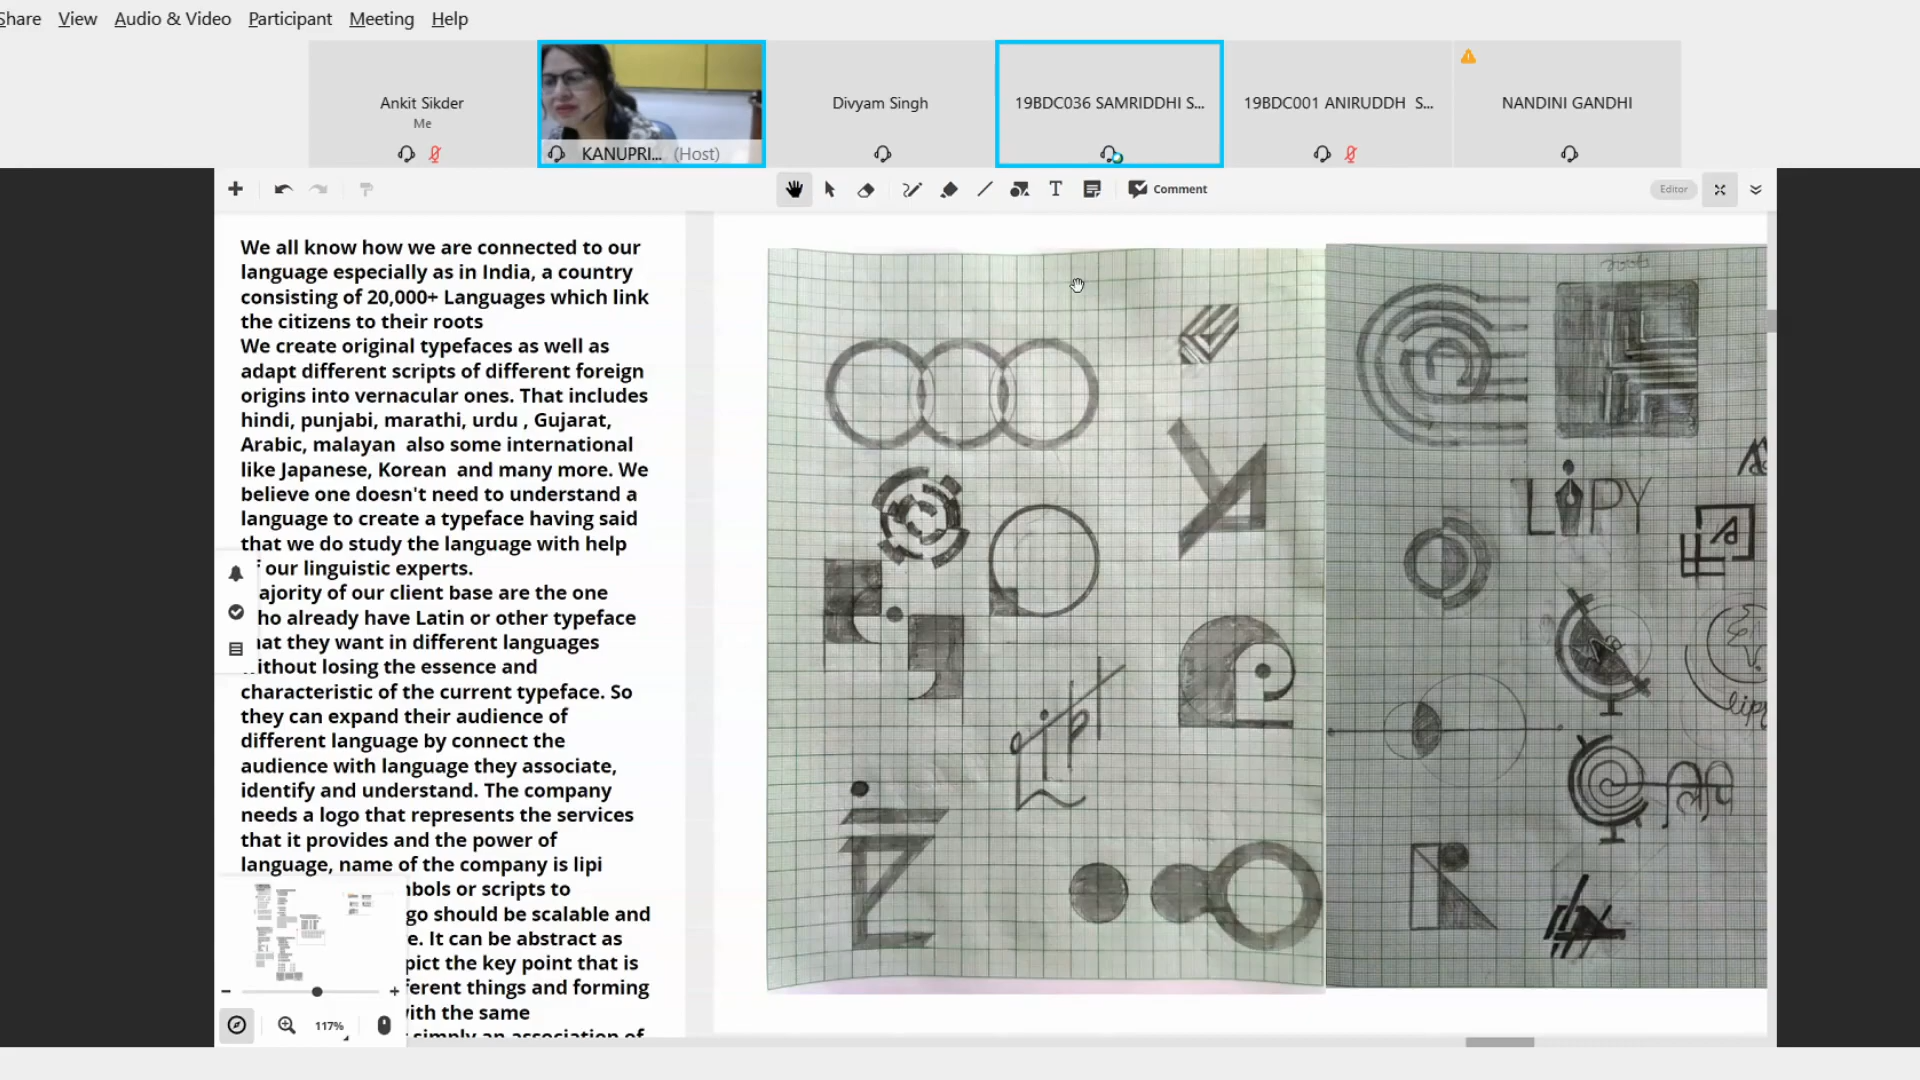 Share View Audio & Video Participant Meeting Help
Ankit Sikder
Me
KANUPRI... (Host)
Divyam Singh
19BDC036 SAMRIDDHI S...
19BDC001 ANIRUDDH S...
NANDINI GANDHI
T
Comment
Editor
We all know how we are connected to our
language especially as in India, a country
consisting of 20,000+ Languages which link
the citizens to their roots
We create original typefaces as well as
adapt different scripts of different foreign
origins into vernacular ones. That includes
hindi, punjabi, marathi, urdu , Gujarat,
Arabic, malayan also some international
like Japanese, Korean and many more. We
believe one doesn't need to understand a
language to create a typeface having said
that we do study the language with help
of our linguistic experts.
ajority of our client base are the one
ho already have Latin or other typeface
hat they want in different languages
ithout losing the essence and
characteristic of the current typeface. So
they can expand their audience of
different language by connect the
audience with language they associate,
identify and understand. The company
needs a logo that represents the services
that it provides and the power of
language, name of the company is lipi
mbols or scripts to
go should be scalable and
e. It can be abstract as
pict the key point that is
ferent things and forming
with the same
simply an association of
117%
LIPY
लिपि